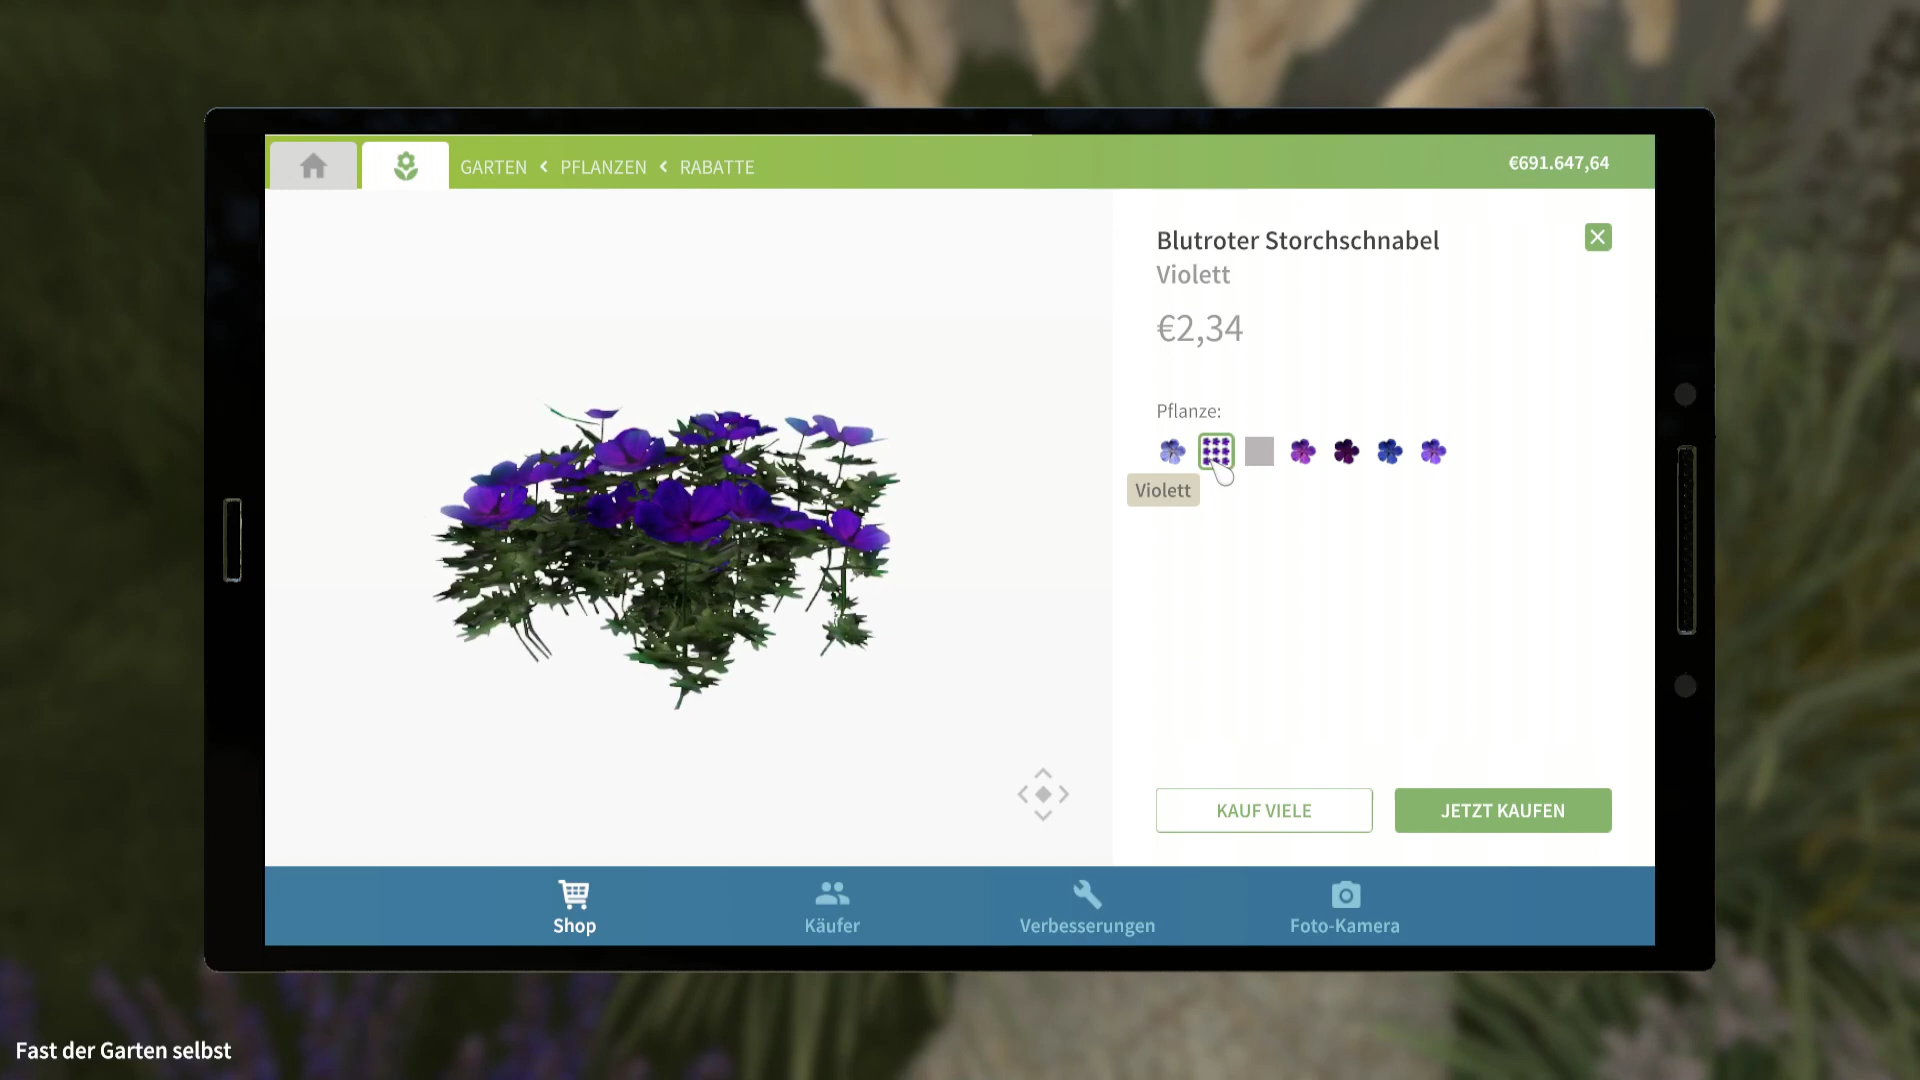 GARTEN < PFLANZEN < RABATTE
€691.647,64
Blutroter Storchschnabel
Violett
€2,34
Pflanze:
Violett
KAUF VIELE
JETZT KAUFEN
Shop
Käufer
Verbesserungen
Foto-Kamera
Fast der Garten selbst